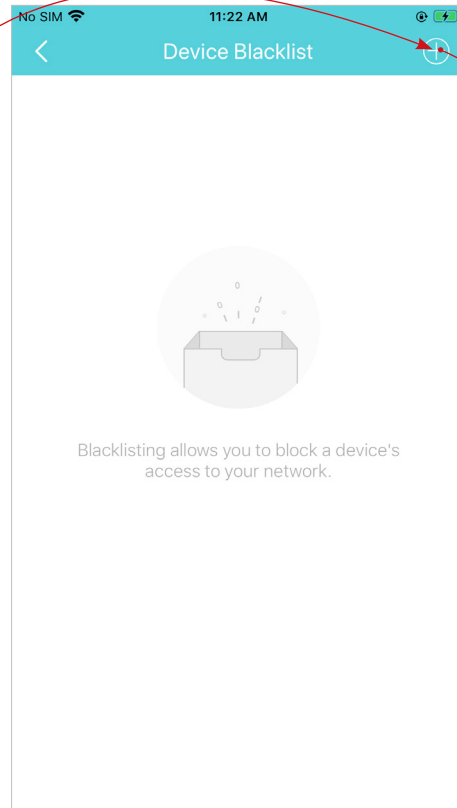 No SIM 11:22 AM
Device Blacklist
Blacklisting allows you to block a device's
access to your network.